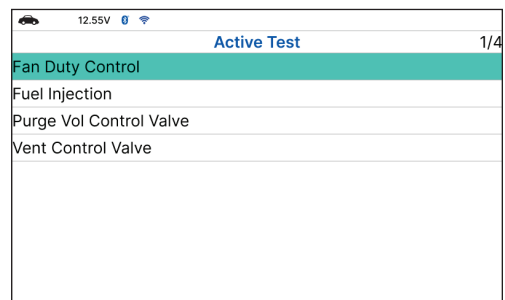 12.55V
Active Test 1/4
Fan Duty Control
Fuel Injection
Purge Vol Control Valve
Vent Control Valve